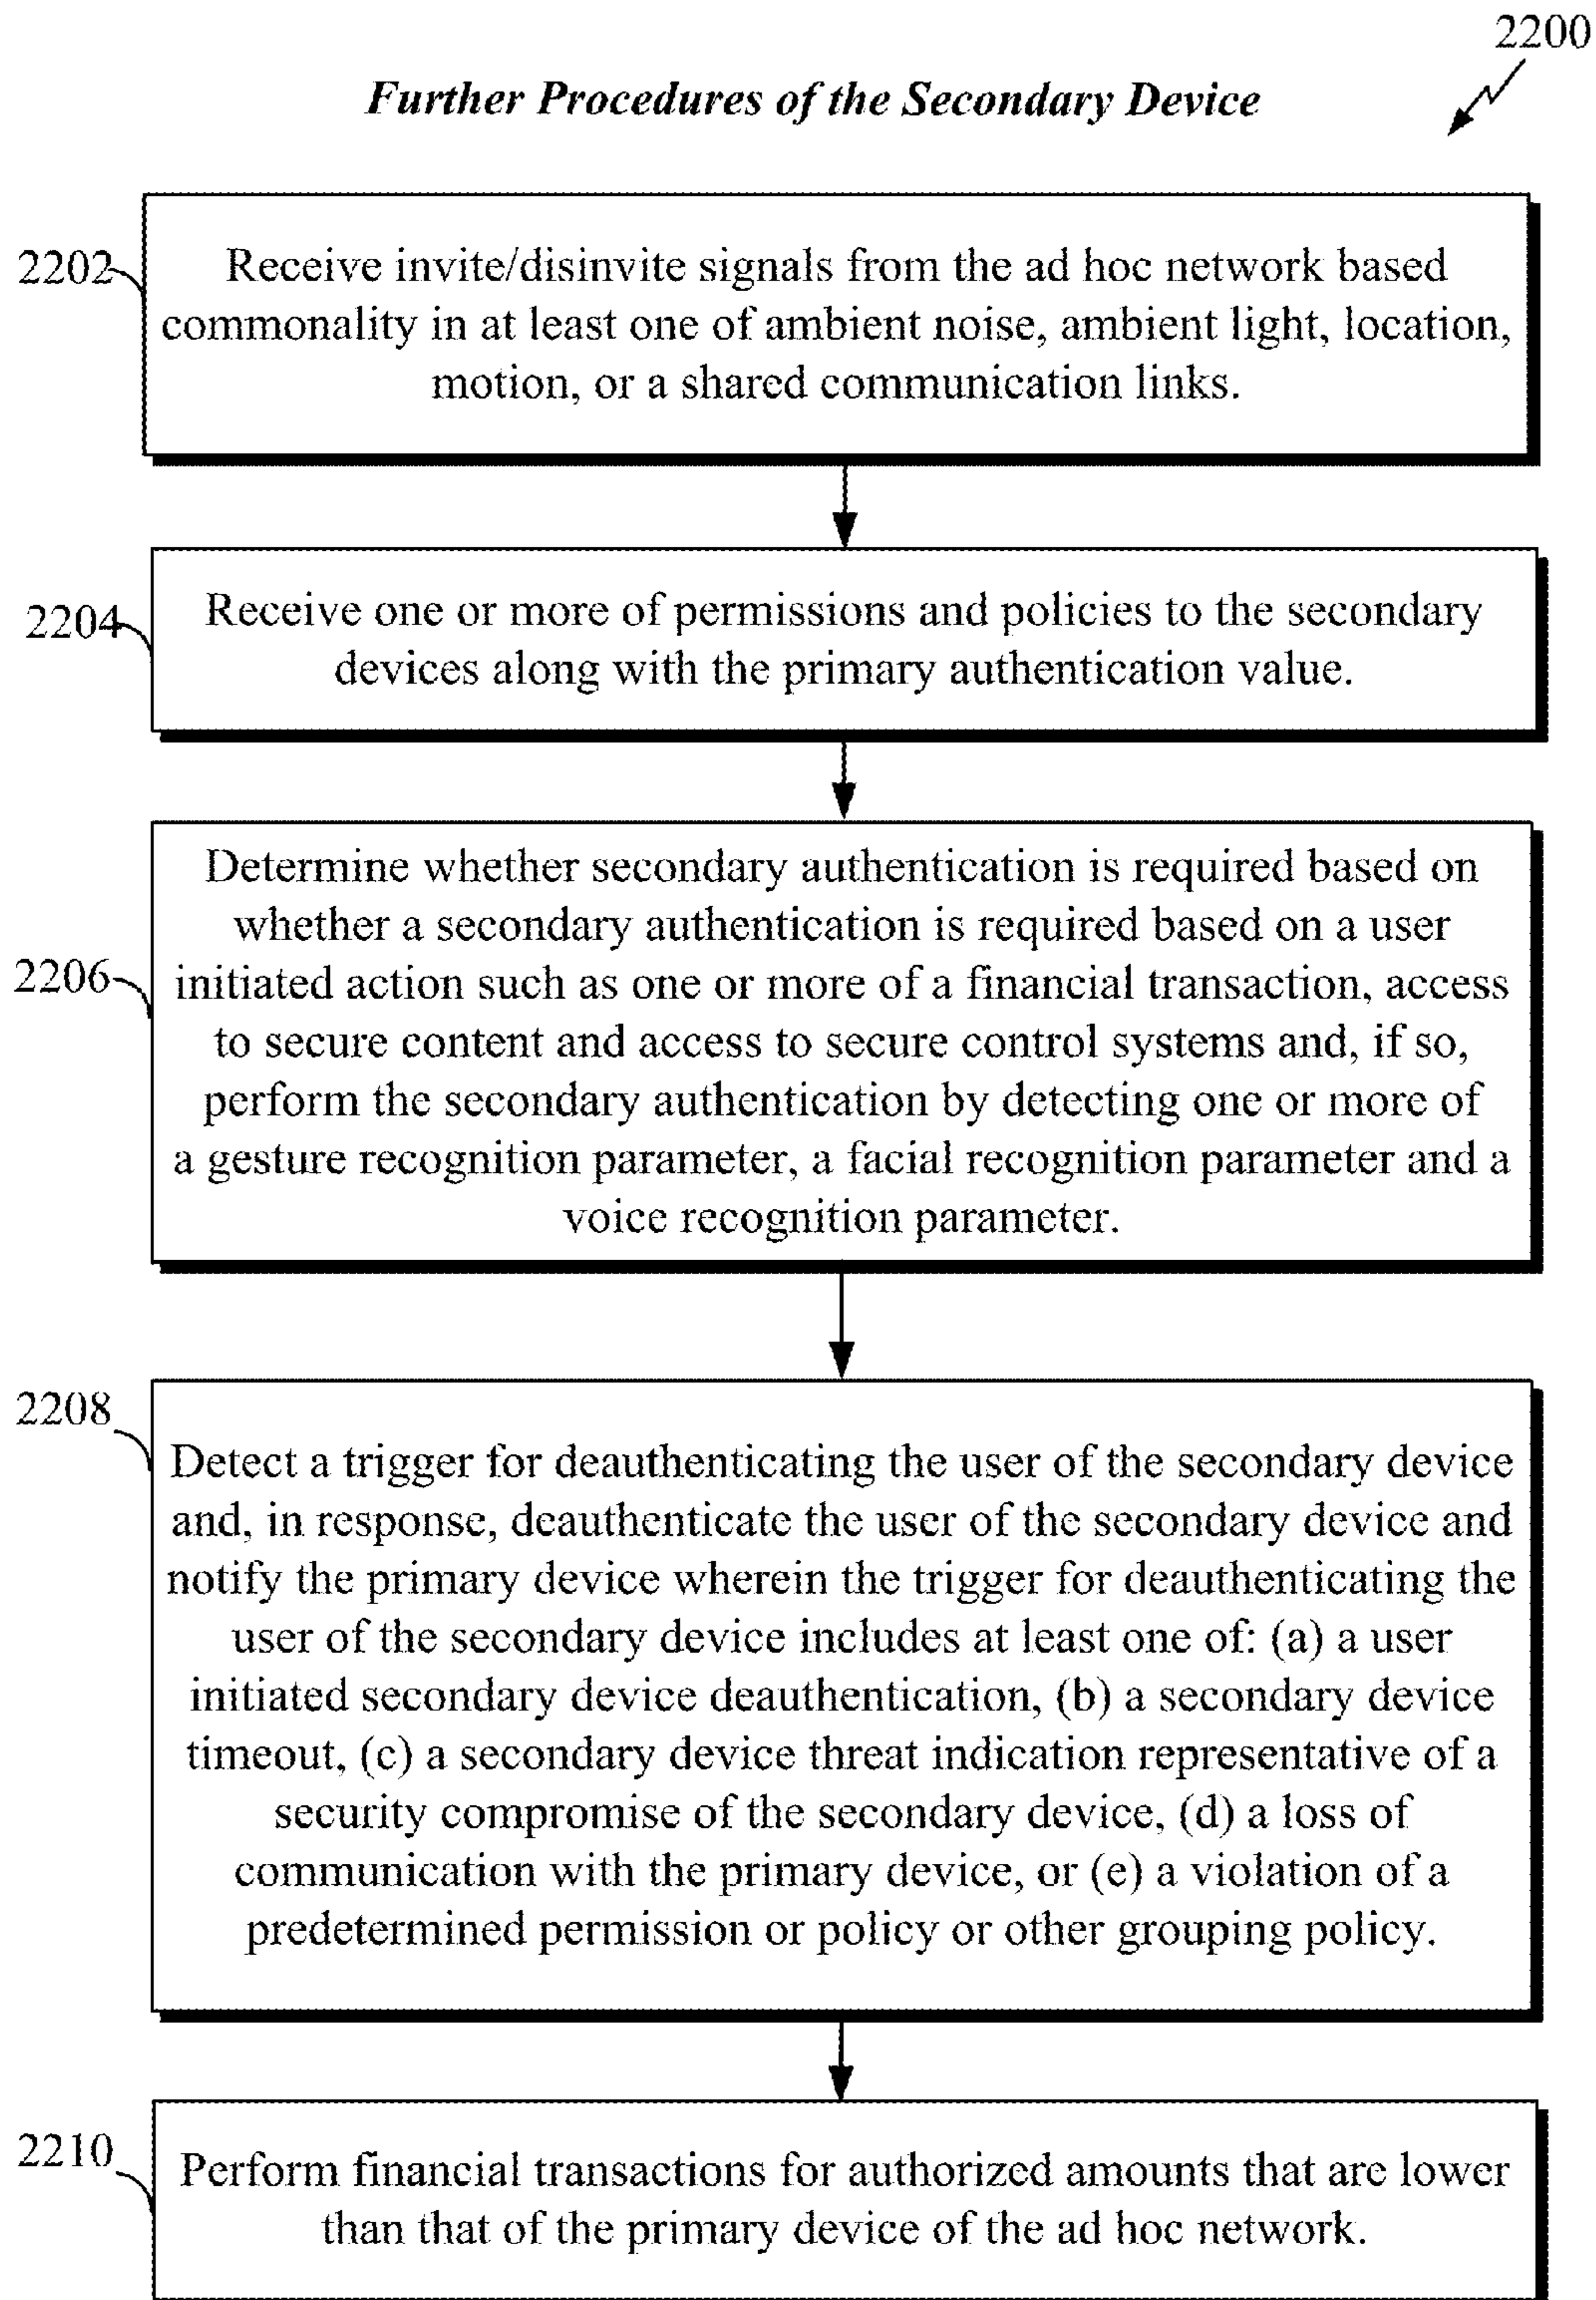 2200
Further Procedures of the Secondary Device
2202
Receive invite/disinvite signals from the ad hoc network based
commonality in at least one of ambient noise, ambient light, location,
motion, or a shared communication links.
2204
Receive one or more of permissions and policies to the secondary
devices along with the primary authentication value.
2206
Determine whether secondary authentication is required based on
whether a secondary authentication is required based on a user
initiated action such as one or more of a financial transaction, access
to secure content and access to secure control systems and, if so,
perform the secondary authentication by detecting one or more of
a gesture recognition parameter, a facial recognition parameter and a
voice recognition parameter.
2208
Detect a trigger for deauthenticating the user of the secondary device
and, in response, deauthenticate the user of the secondary device and
notify the primary device wherein the trigger for deauthenticating the
user of the secondary device includes at least one of: (a) a user
initiated secondary device deauthentication, (b) a secondary device
timeout, (c) a secondary device threat indication representative of a
security compromise of the secondary device, (d) a loss of
communication with the primary device, or (e) a violation of a
predetermined permission or policy or other grouping policy.
2210
Perform financial transactions for authorized amounts that are lower
than that of the primary device of the ad hoc network.